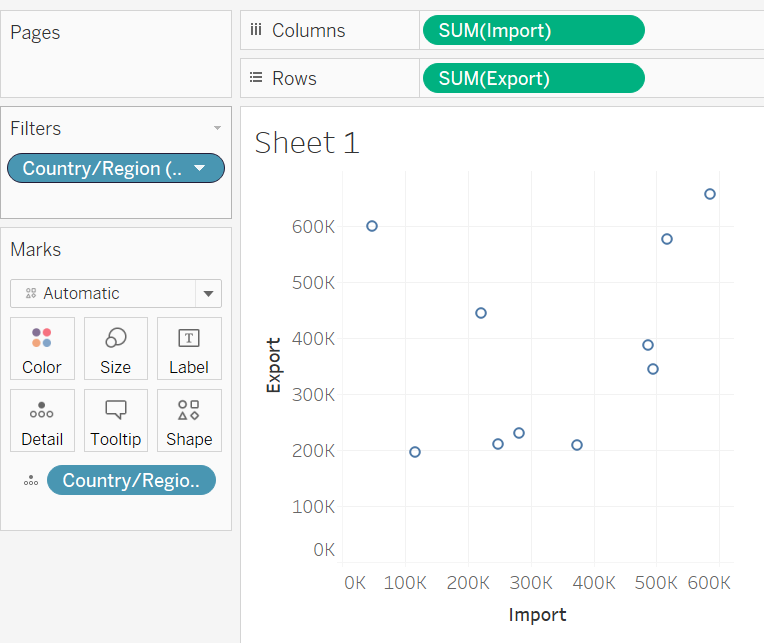 Pages
Columns
SUM(Import)
Rows
SUM(Export)
Filters
Country/Region (..
Marks
Automatic
Color
Size
T
Label
Detail
Tooltip
Shape
Country/Regio..
Sheet 1
600K
500K
400K
300K
200K
100K
0K
Export
0K 100K 200K 300K 400K 500K 600K
Import